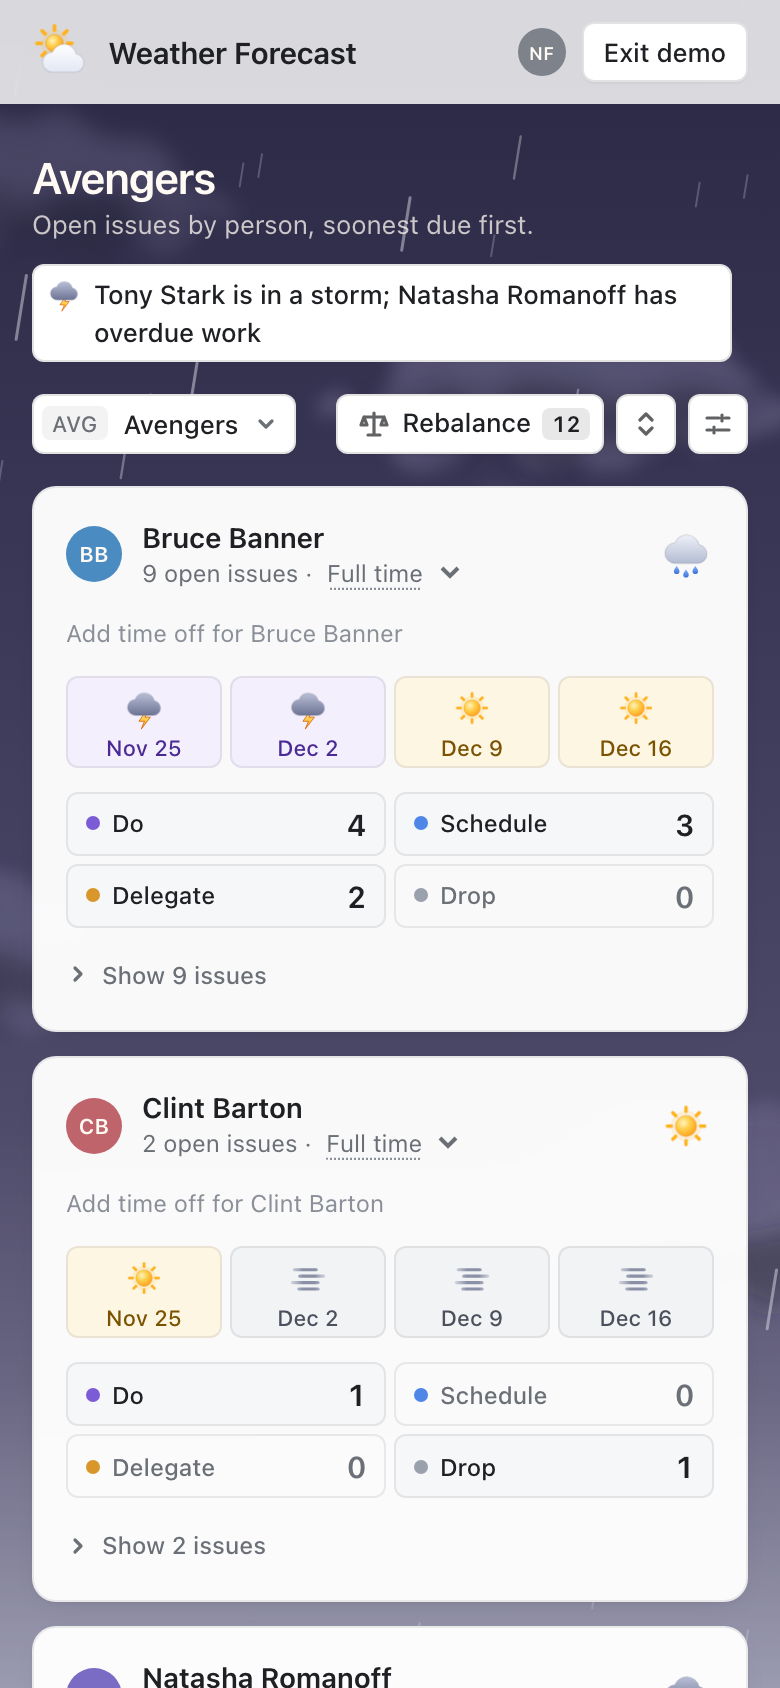 Weather Forecast
NF
Exit demo
Avengers
Open issues by person, soonest due first.
Tony Stark is in a storm; Natasha Romanoff has
overdue work
AVG Avengers
Rebalance 12
BB
Bruce Banner
9 open issues · Full time
Add time off for Bruce Banner
Nov 25
Dec 2
Dec 9
Dec 16
Do 4
Schedule 3
Delegate 2
Drop 0
Show 9 issues
CB
Clint Barton
2 open issues · Full time
Add time off for Clint Barton
Nov 25
Dec 2
Dec 9
Dec 16
Do 1
Schedule 0
Delegate 0
Drop 1
Show 2 issues
Natasha Romanoff